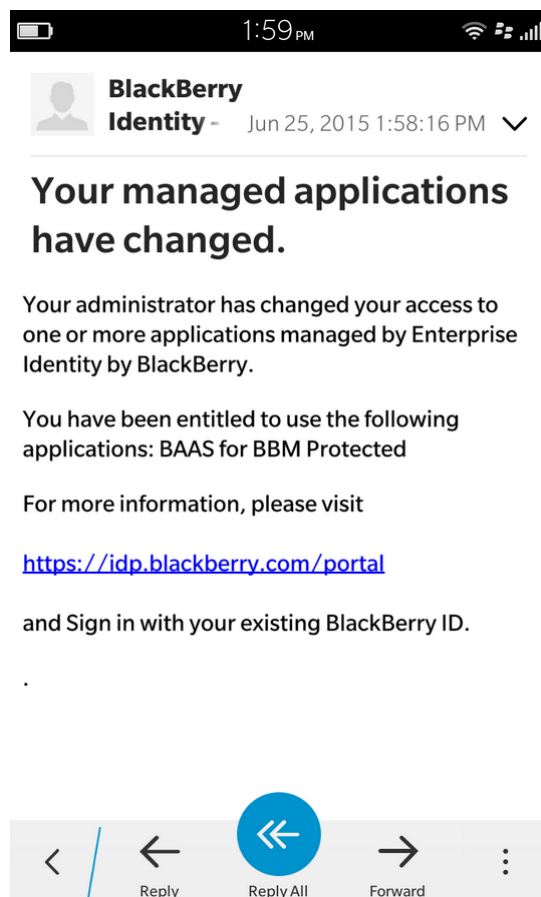 1:59 PM
BlackBerry
Identity - Jun 25, 2015 1:58:16 PM
Your managed applications
have changed.
Your administrator has changed your access to
one or more applications managed by Enterprise
Identity by BlackBerry.
You have been entitled to use the following
applications: BAAS for BBM Protected
For more information, please visit
https://idp.blackberry.com/portal
and Sign in with your existing BlackBerry ID.
.
Reply Reply All Forward